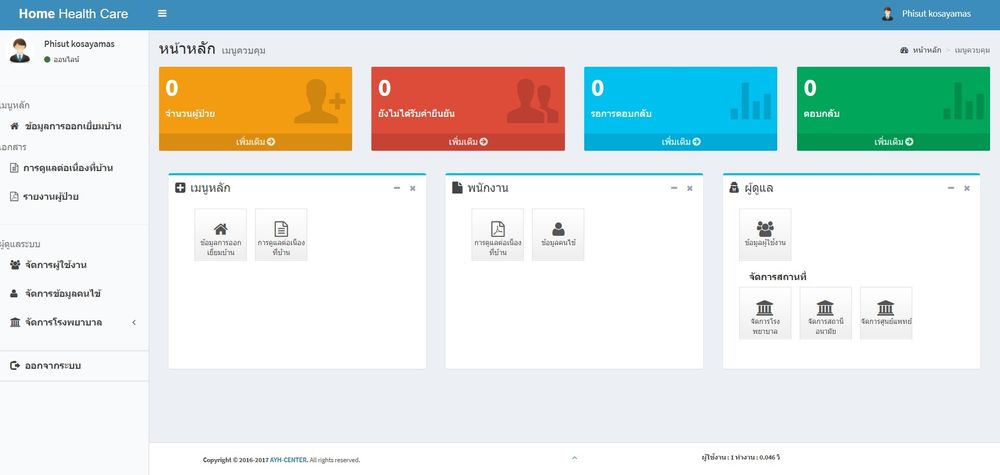 Home Health Care
Phisut kosayamas
Phisut kosayamas
ออนไลน์
หน้าหลัก เมนูควบคุม
หน้าหลัก > เมนูควบคุม
0
จำนวนผู้ป่วย
เพิ่มเติม
0
ยังไม่ได้รับคำยืนยัน
เพิ่มเติม
0
รอการตอบกลับ
เพิ่มเติม
0
ตอบกลับ
เพิ่มเติม
เมนูหลัก
ข้อมูลการออกเยี่ยมบ้าน
เอกสาร
การดูแลต่อเนื่องที่บ้าน
รายงานผู้ป่วย
ผู้ดูแลระบบ
จัดการผู้ใช้งาน
จัดการข้อมูลคนไข้
จัดการโรงพยาบาล
ออกจากระบบ
เมนูหลัก
ข้อมูลการออก
เยี่ยมบ้าน
การดูแลต่อเนื่อง
ที่บ้าน
พนักงาน
การดูแลต่อเนื่อง
ที่บ้าน
ข้อมูลคนไข้
ผู้ดูแล
ข้อมูลผู้ใช้งาน
จัดการสถานที่
จัดการโรง
พยาบาล
จัดการสถานี
อนามัย
จัดการศูนย์แพทย์
Copyright © 2016-2017 AYH-CENTER. All rights reserved.
ผู้ใช้งาน : 1 ทำงาน : 0.046 วิ